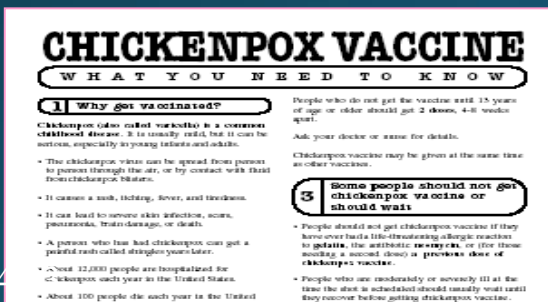 CHICKENPOX VACCINE
WHAT YOU NEED TO KNOW
1 Why get vaccinated?
Chickenpox (also called varicella) is a common
childhood disease. It is usually mild, but it can be
serious, especially in young infants and adults.
• The chickenpox virus can be spread from person
to person through the air, or by contact with fluid
from chickenpox blisters.
• It causes a rash, itching, fever, and tiredness.
• It can lead to severe skin infection, scars,
pneumonia, brain damage, or death.
• A person who has had chickenpox can get a
painful rash called shingles years later.
• About 12,000 people are hospitalized for
chickenpox each year in the United States.
• About 100 people die each year in the United
People who do not get the vaccine until 13 years
of age or older should get 2 doses, 4-8 weeks
apart.
Ask your doctor or nurse for details.
Chickenpox vaccine may be given at the same time
as other vaccines.
3 Some people should not get
chickenpox vaccine or
should wait
• People should not get chickenpox vaccine if they
have ever had a life-threatening allergic reaction
to gelatin, the antibiotic neomycin, or (for those
needing a second dose) a previous dose of
chickenpox vaccine.
• People who are moderately or severely ill at the
time the shot is scheduled should usually wait until
they recover before getting chickenpox vaccine.